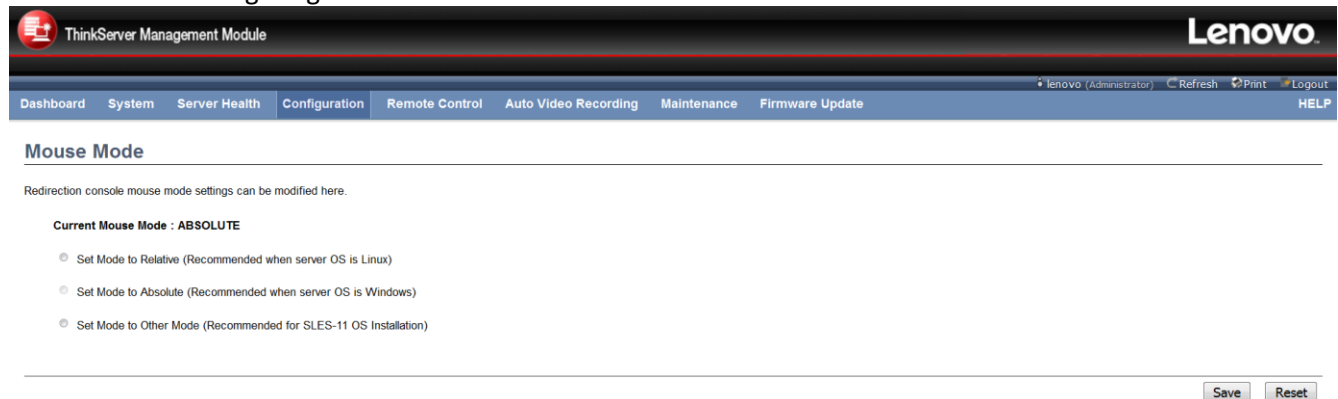 ThinkServer Management Module
Lenovo
lenovo (Administrator) Refresh Print Logout
Dashboard System Server Health Configuration Remote Control Auto Video Recording Maintenance Firmware Update HELP
Mouse Mode
Redirection console mouse mode settings can be modified here.
Current Mouse Mode : ABSOLUTE
Set Mode to Relative (Recommended when server OS is Linux)
Set Mode to Absolute (Recommended when server OS is Windows)
Set Mode to Other Mode (Recommended for SLES-11 OS Installation)
Save Reset